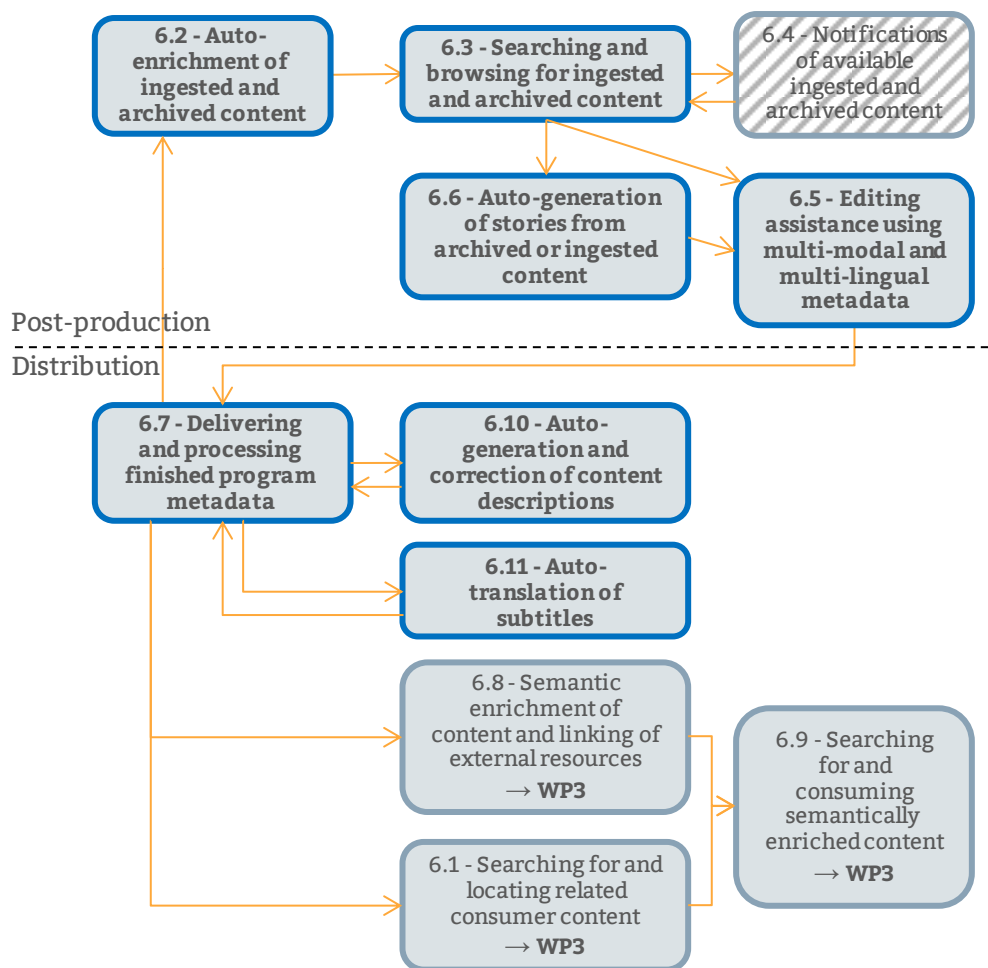 6.2 - Auto-
enrichment of
ingested and
archived content
6.3 - Searching and
browsing for ingested
and archived content
6.4 - Notifications
of available
ingested and
archived content
6.6 - Auto-generation
of stories from
archived or ingested
content
6.5 - Editing
assistance using
multi-modal and
multi-lingual
metadata
Post-production
Distribution
6.7 - Delivering
and processing
finished program
metadata
6.10 - Auto-
generation and
correction of content
descriptions
6.11 - Auto-
translation of
subtitles
6.8 - Semantic
enrichment of
content and linking of
external resources
→ WP3
6.9 - Searching
for and
consuming
semantically
enriched content
→ WP3
6.1 - Searching for and
locating related
consumer content
→ WP3